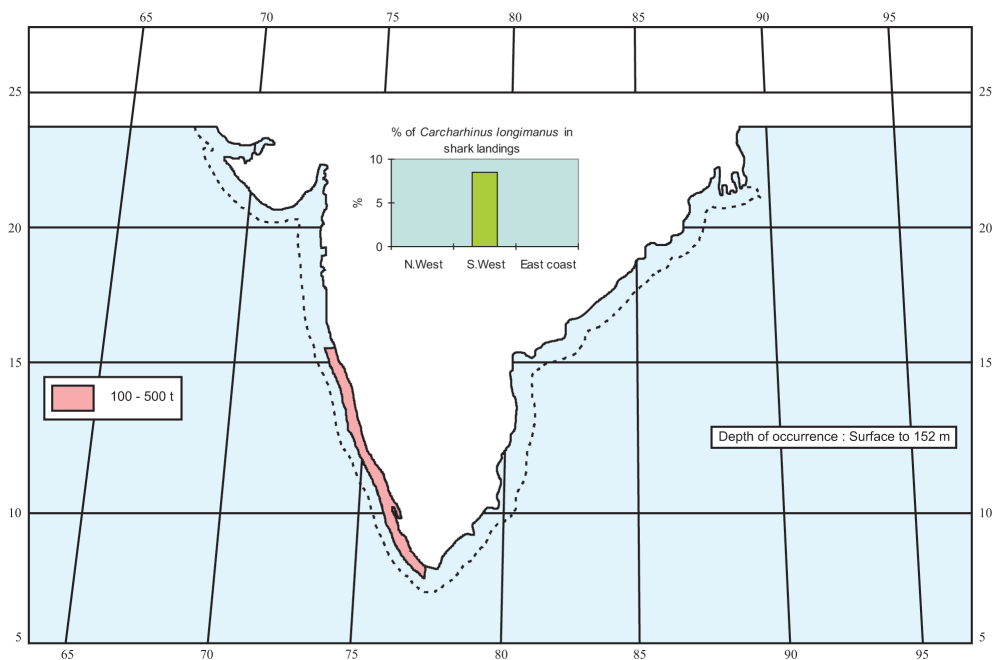 65 70 75 80 85 90 95
25 25
% of Carcharhinus longimanus in
shark landings
10
%
5
0
N.West S.West East coast
20 20
15 15
100 - 500 t
Depth of occurrence : Surface to 152 m
10 10
5 5
65 70 75 80 85 90 95